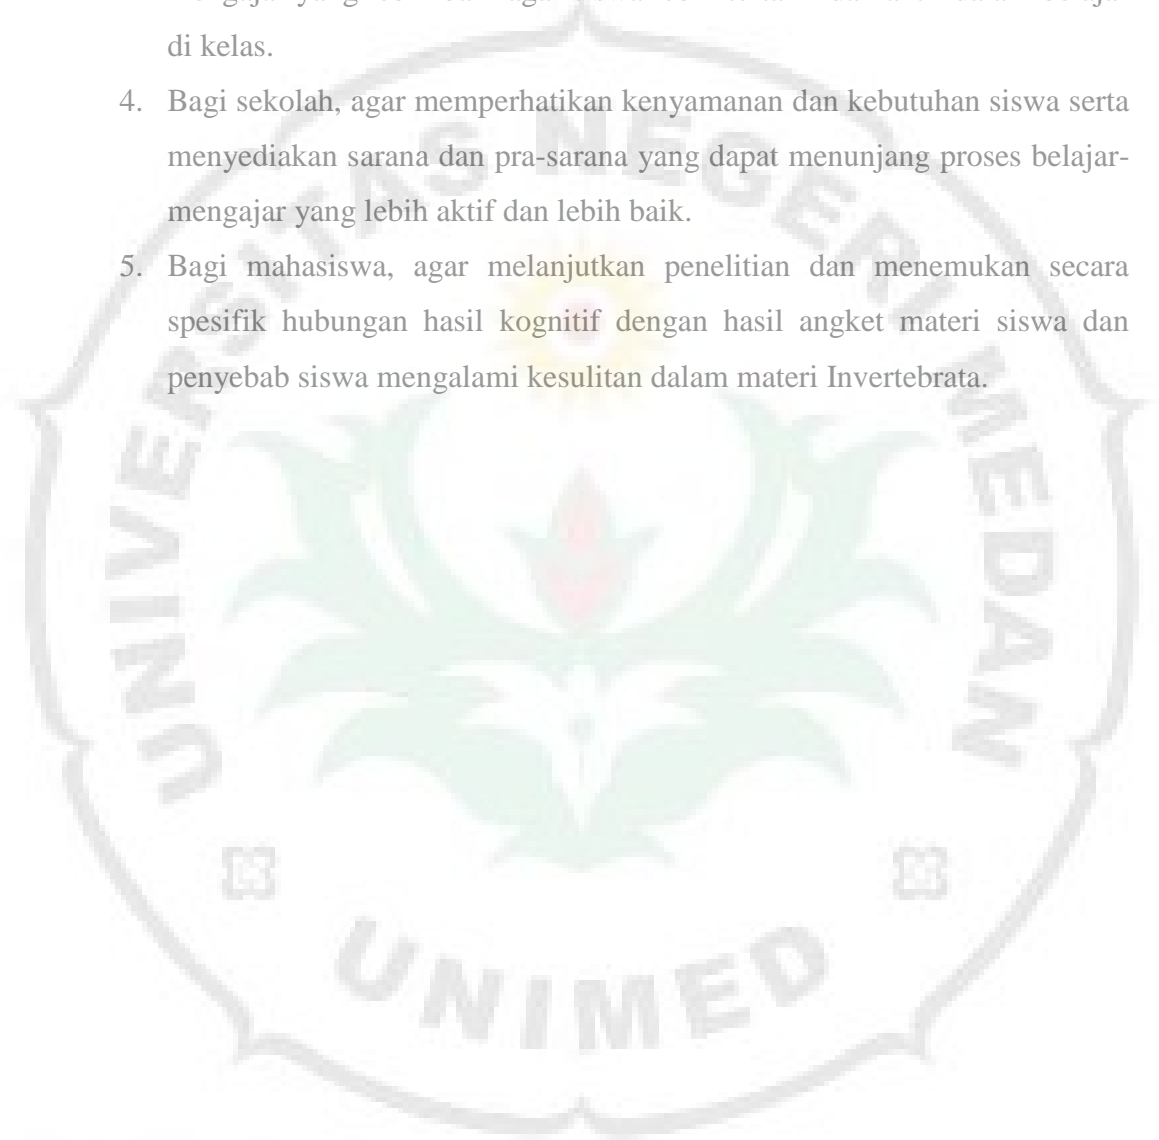 di kelas.
4. Bagi sekolah, agar memperhatikan kenyamanan dan kebutuhan siswa serta
menyediakan sarana dan pra-sarana yang dapat menunjang proses belajar-
mengajar yang lebih aktif dan lebih baik.
5. Bagi mahasiswa, agar melanjutkan penelitian dan menemukan secara
spesifik hubungan hasil kognitif dengan hasil angket materi siswa dan
penyebab siswa mengalami kesulitan dalam materi Invertebrata.
UNIVERSITAS NEGERI MEDAN
UNIMED